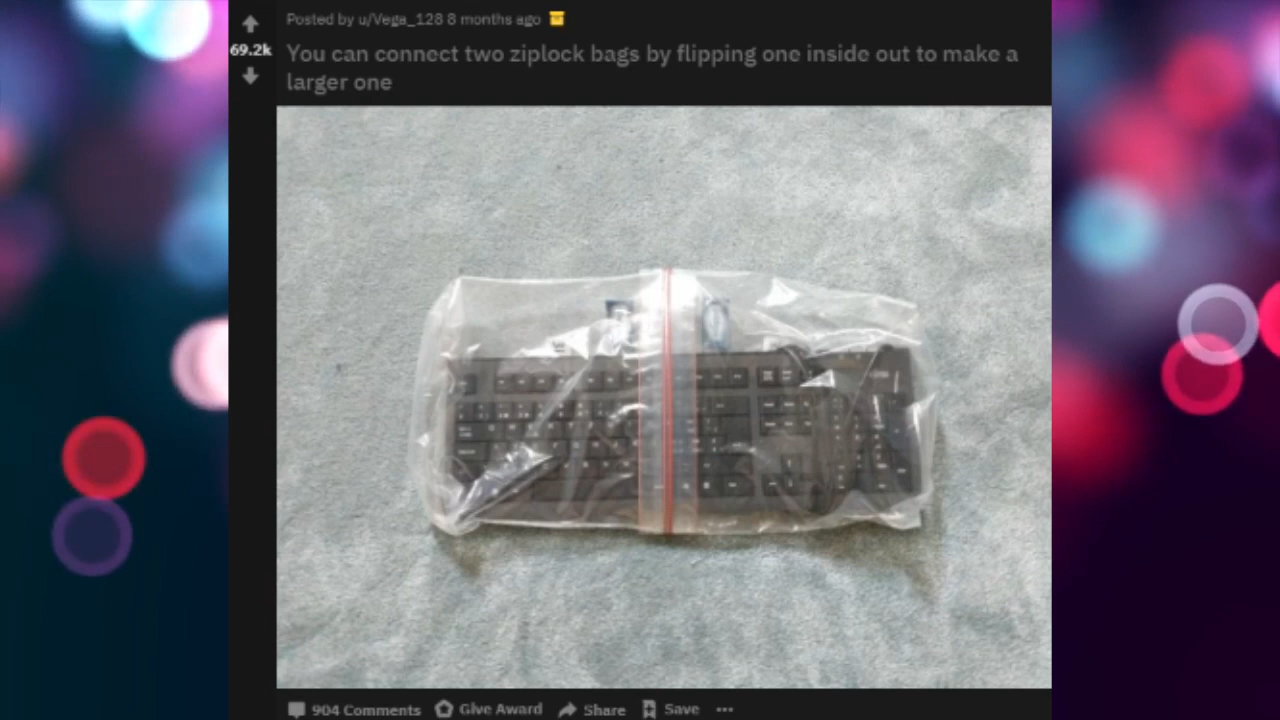 Posted by u/Vega_128 8 months ago
69.2k
You can connect two ziplock bags by flipping one inside out to make a
larger one
904 Comments Give Award Share Save ...